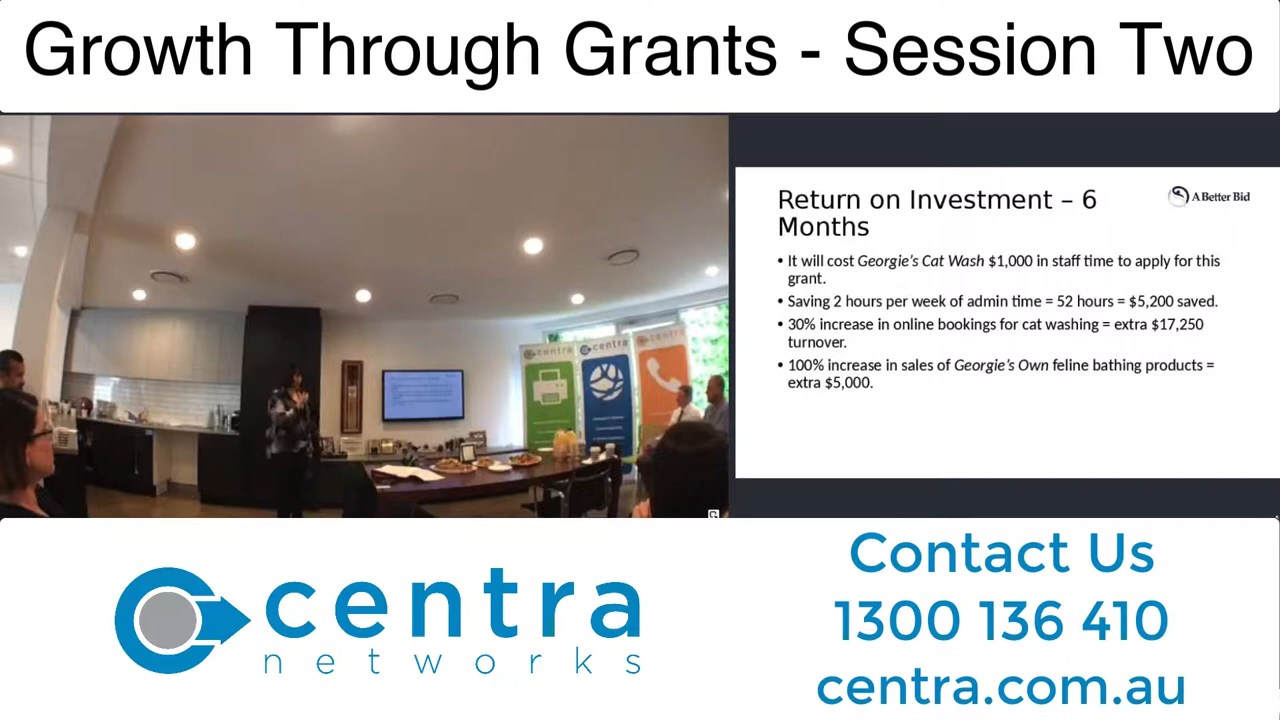 Growth Through Grants - Session Two
centra
centra
centra
Return on Investment – 6
Months
A Better Bid
• It will cost Georgie's Cat Wash $1,000 in staff time to apply for this
grant.
• Saving 2 hours per week of admin time = 52 hours = $5,200 saved.
• 30% increase in online bookings for cat washing = extra $17,250
turnover.
• 100% increase in sales of Georgie's Own feline bathing products =
extra $5,000.
centra
networks
Contact Us
1300 136 410
centra.com.au